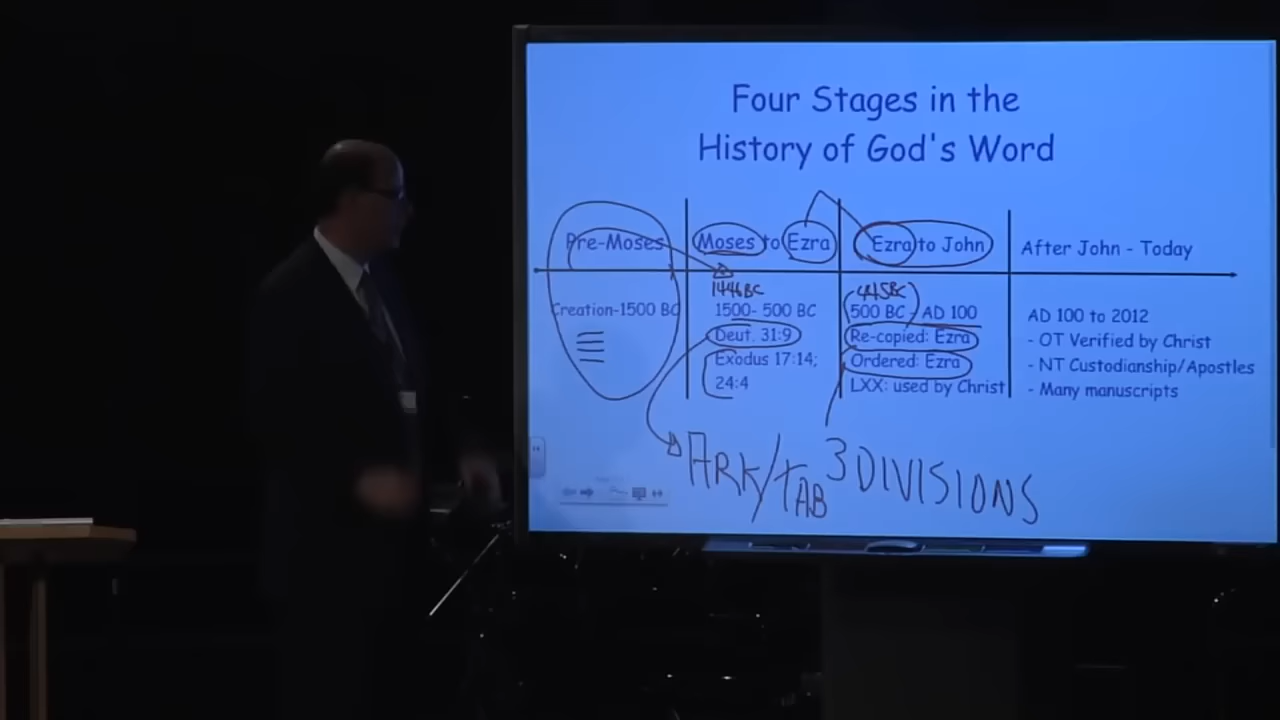 Four Stages in the
History of God's Word
Pre-Moses
Creation-1500 BC
Moses to Ezra
1446 BC
1500- 500 BC
Deut. 31:9
Exodus 17:14;
24:4
Ezra to John
445BC
500 BC - AD 100
Re-copied: Ezra
Ordered: Ezra
LXX: used by Christ
After John - Today
AD 100 to 2012
- OT Verified by Christ
- NT Custodianship/Apostles
- Many manuscripts
ARK/TAB
3 DIVISIONS